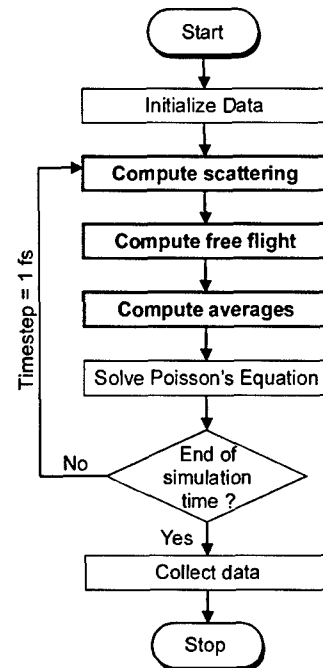 Start
Initialize Data
Compute scattering
Compute free flight
Compute averages
Solve Poisson's Equation
Timestep = 1 fs
End of
simulation
time ?
No
Yes
Collect data
Stop